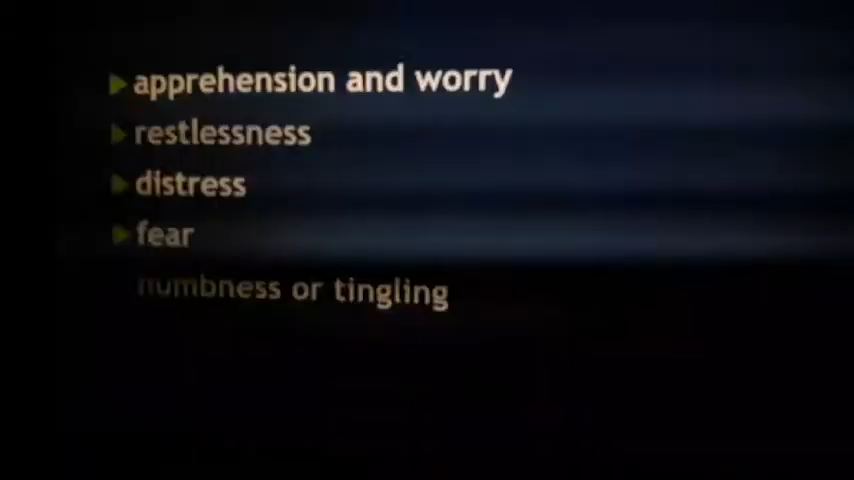 apprehension and worry
restlessness
distress
fear
numbness or tingling